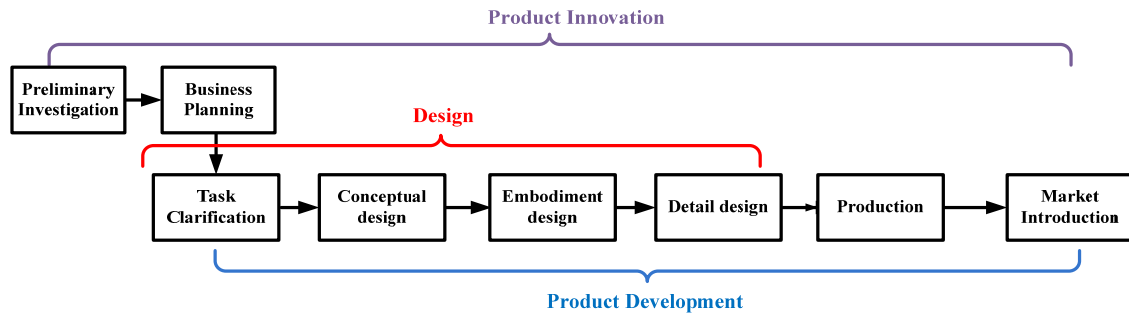 Product Innovation
Preliminary
Investigation
Business
Planning
Design
Task
Clarification
Conceptual
design
Embodiment
design
Detail design
Production
Market
Introduction
Product Development